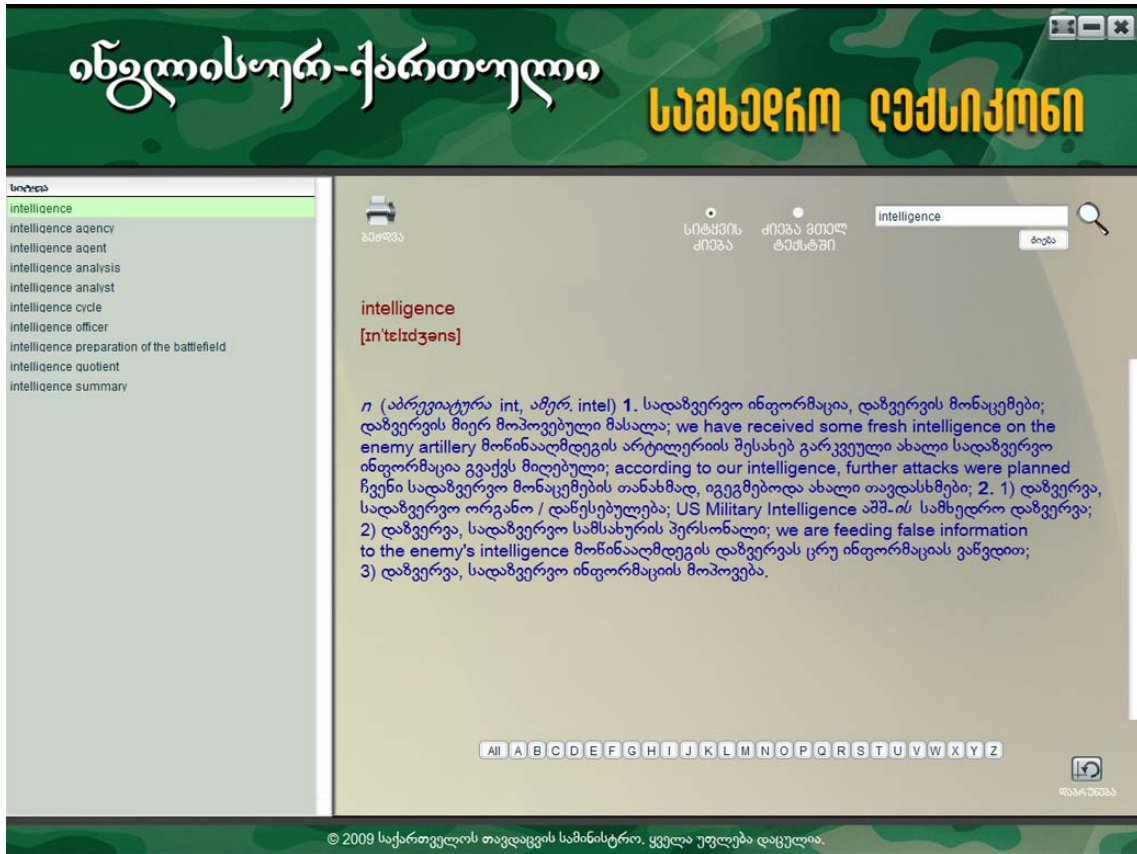 ინგლისურ-ქართული
სამხედრო ლექსიკონი
სიტყვა
intelligence
intelligence agency
intelligence agent
intelligence analysis
intelligence analyst
intelligence cycle
intelligence officer
intelligence preparation of the battlefield
intelligence quotient
intelligence summary
ბეჭდვა
სიტყვის
ძიება
ძიება მთელ
ტექსტში
intelligence
ძიება
intelligence
[ɪn'tɛlɪdʒəns]
n (აბრევიატურა int, ამერ. intel) 1. სადაზვერვო ინფორმაცია, დაზვერვის მონაცემები;
დაზვერვის მიერ მოპოვებული მასალა; we have received some fresh intelligence on the
enemy artillery მოწინააღმდეგის არტილერიის შესახებ გარკვეული ახალი სადაზვერვო
ინფორმაცია გვაქვს მიღებული; according to our intelligence, further attacks were planned
ჩვენი სადაზვერვო მონაცემების თანახმად, იგეგმებოდა ახალი თავდასხმები; 2. 1) დაზვერვა,
სადაზვერვო ორგანო / დაწესებულება; US Military Intelligence აშშ-ის სამხედრო დაზვერვა;
2) დაზვერვა, სადაზვერვო სამსახურის პერსონალი; we are feeding false information
to the enemy's intelligence მოწინააღმდეგის დაზვერვას ცრუ ინფორმაციას ვაწვდით;
3) დაზვერვა, სადაზვერვო ინფორმაციის მოპოვება.
All A B C D E F G H I J K L M N O P Q R S T U V W X Y Z
დაბრუნება
© 2009 საქართველოს თავდაცვის სამინისტრო. ყველა უფლება დაცულია.